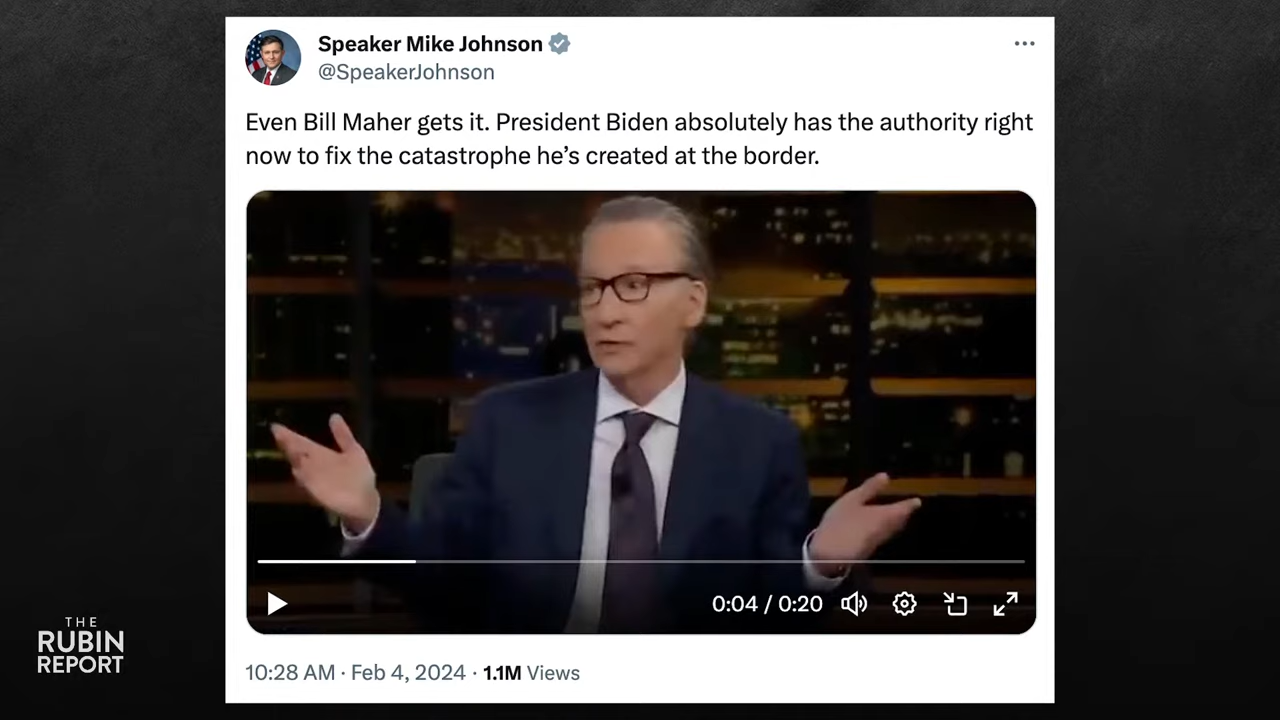 Speaker Mike Johnson
@SpeakerJohnson
Even Bill Maher gets it. President Biden absolutely has the authority right
now to fix the catastrophe he’s created at the border.
0:04 / 0:20
10:28 AM · Feb 4, 2024 · 1.1M Views
THE
RUBIN
REPORT